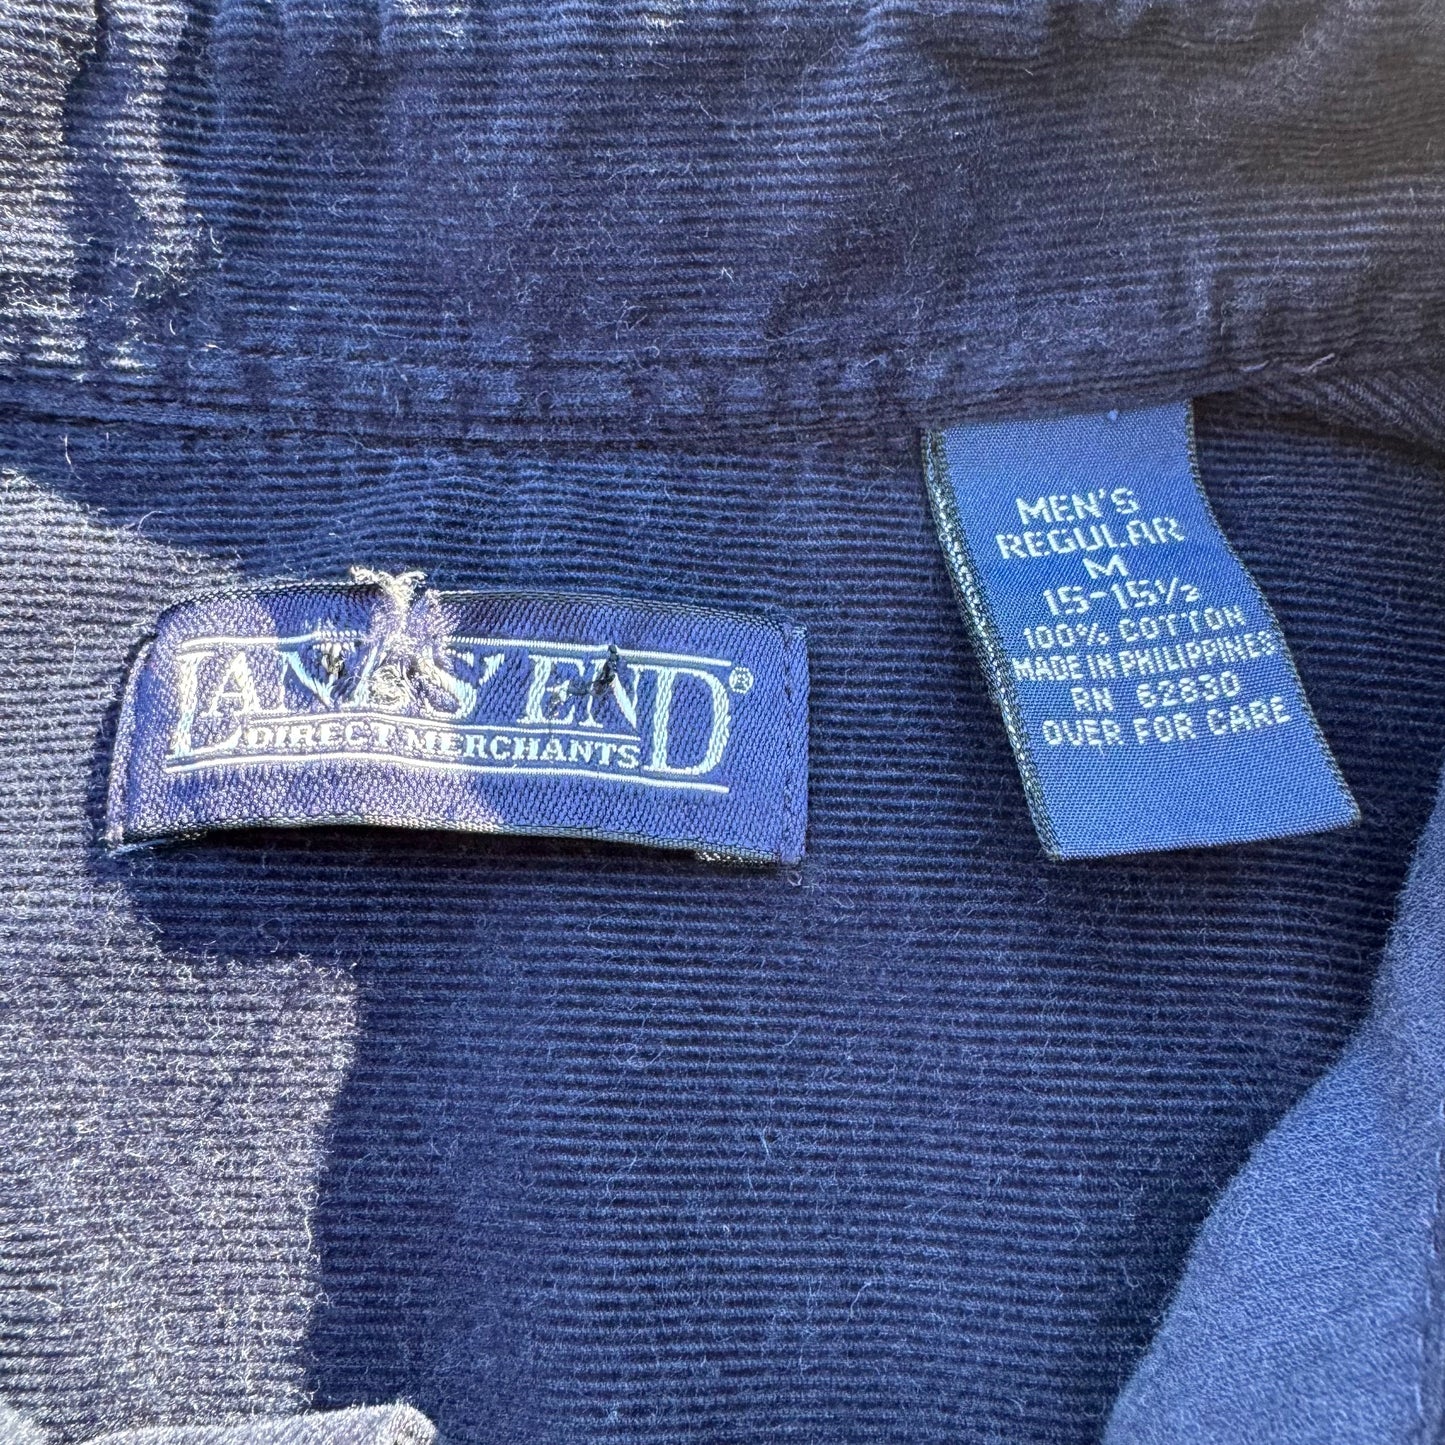 LANDS' END®
DIRECT MERCHANTS
MEN'S
REGULAR
M
15-15½
100% COTTON
MADE IN PHILIPPINES
RN 62830
OVER FOR CARE